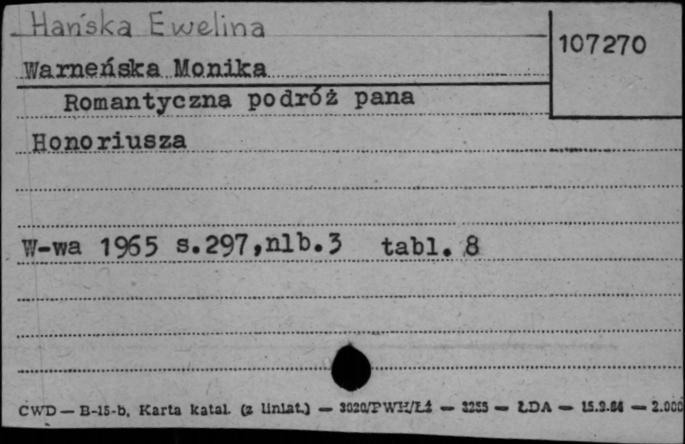 Hańska Ewelina
107270
Warneńska Monika
Romantyczna podróż pana
Honoriusza
W-wa 1965 s.297,nlb.3 tabl. 8
CWD — B-15-b, Karta katal. (z liniat.) — 3020/PWH/Łź — 3255 — ŁDA — 15.3.64 — 2.000